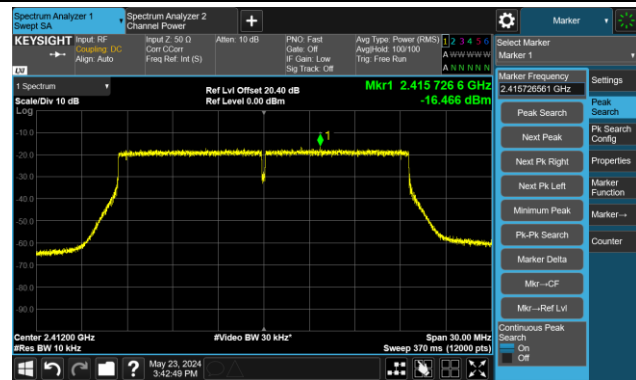 Spectrum Analyzer 1
Swept SA
Spectrum Analyzer 2
Channel Power
Marker
KEYSIGHT
Input: RF
Coupling: DC
Align: Auto
Input Z: 50 Ω
Corr CCorr
Freq Ref: Int (S)
Atten: 10 dB
PNO: Fast
Gate: Off
IF Gain: Low
Sig Track: Off
Avg Type: Power (RMS)
Avg|Hold: 100/100
Trig: Free Run
1 2 3 4 5 6
A W W W W W
A N N N N N
LXI
Select Marker
Marker 1
1 Spectrum
Scale/Div 10 dB
Log
Ref Lvl Offset 20.40 dB
Ref Level 0.00 dBm
Mkr1 2.415 726 6 GHz
-16.466 dBm
1
-10.0
-20.0
-30.0
-40.0
-50.0
-60.0
-70.0
-80.0
-90.0
Center 2.41200 GHz
#Res BW 10 kHz
#Video BW 30 kHz*
Span 30.00 MHz
Sweep 370 ms (12000 pts)
Marker Frequency
2.415726561 GHz
Peak Search
Next Peak
Next Pk Right
Next Pk Left
Minimum Peak
Pk-Pk Search
Marker Delta
Mkr→CF
Mkr→Ref Lvl
Continuous Peak
Search
On
Off
Settings
Peak
Search
Pk Search
Config
Properties
Marker
Function
Marker→
Counter
?
May 23, 2024
3:42:49 PM